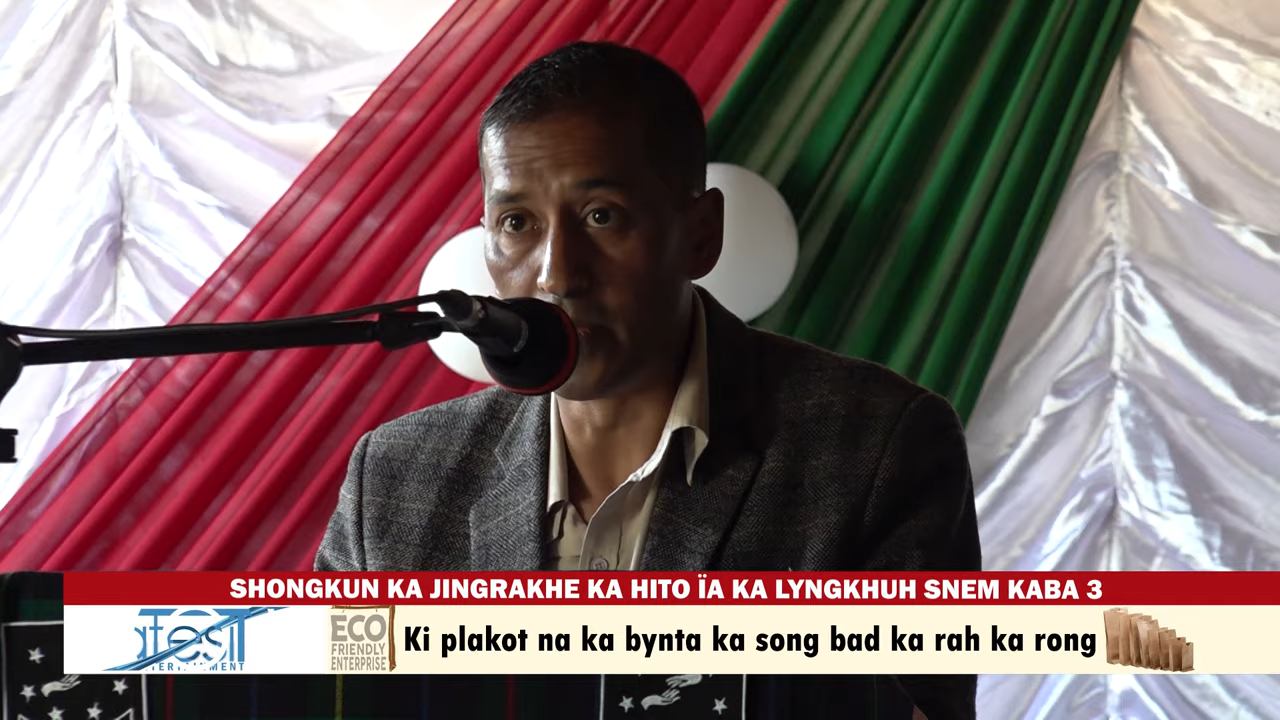 SHONGKUN KA JINGRAKHE KA HITO ÏA KA LYNGKHUH SNEM KABA 3
ECO
FRIENDLY
ENTERPRISE
Ki plakot na ka bynta ka song bad ka rah ka rong